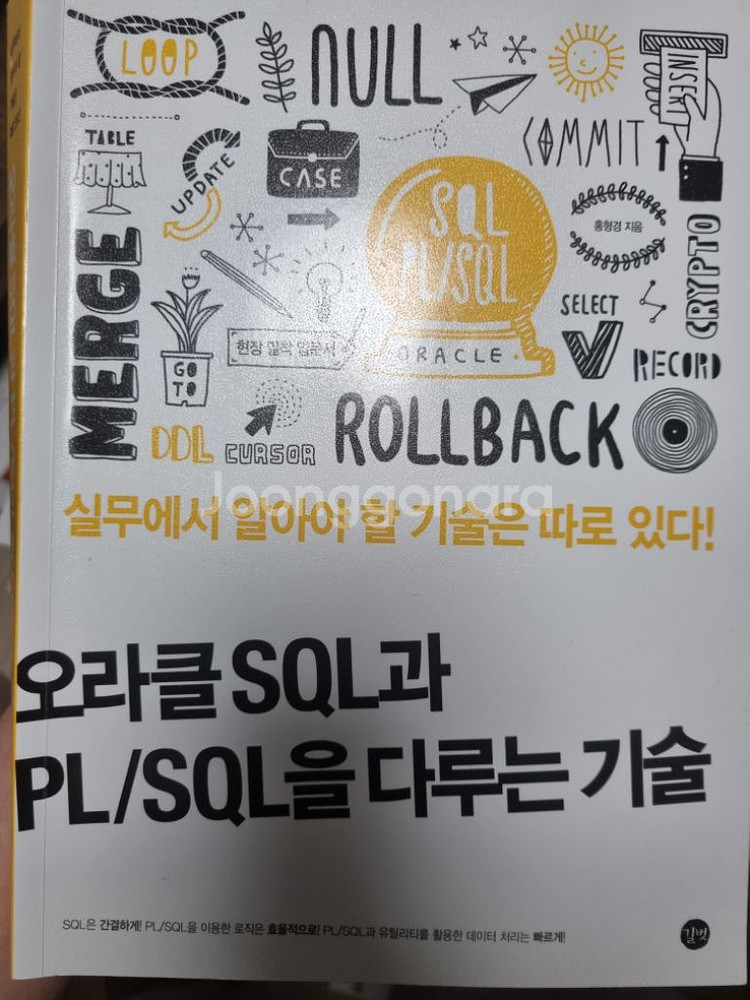 LOOP
NULL
INSERT
COMMIT
TABLE
UPDATE
CASE
SQL
PL/SQL
ORACLE
홍형경 지음
CRYPTO
MERGE
GO
TO
현장 밀착 입문서
SELECT
RECORD
DDL
CURSOR
ROLLBACK
Joonggonara
실무에서 알아야 할 기술은 따로 있다!
오라클 SQL과
PL/SQL을 다루는 기술
SQL은 간결하게! PL/SQL을 이용한 로직은 효율적으로! PL/SQL과 유틸리티를 활용한 데이터 처리는 빠르게!
길벗